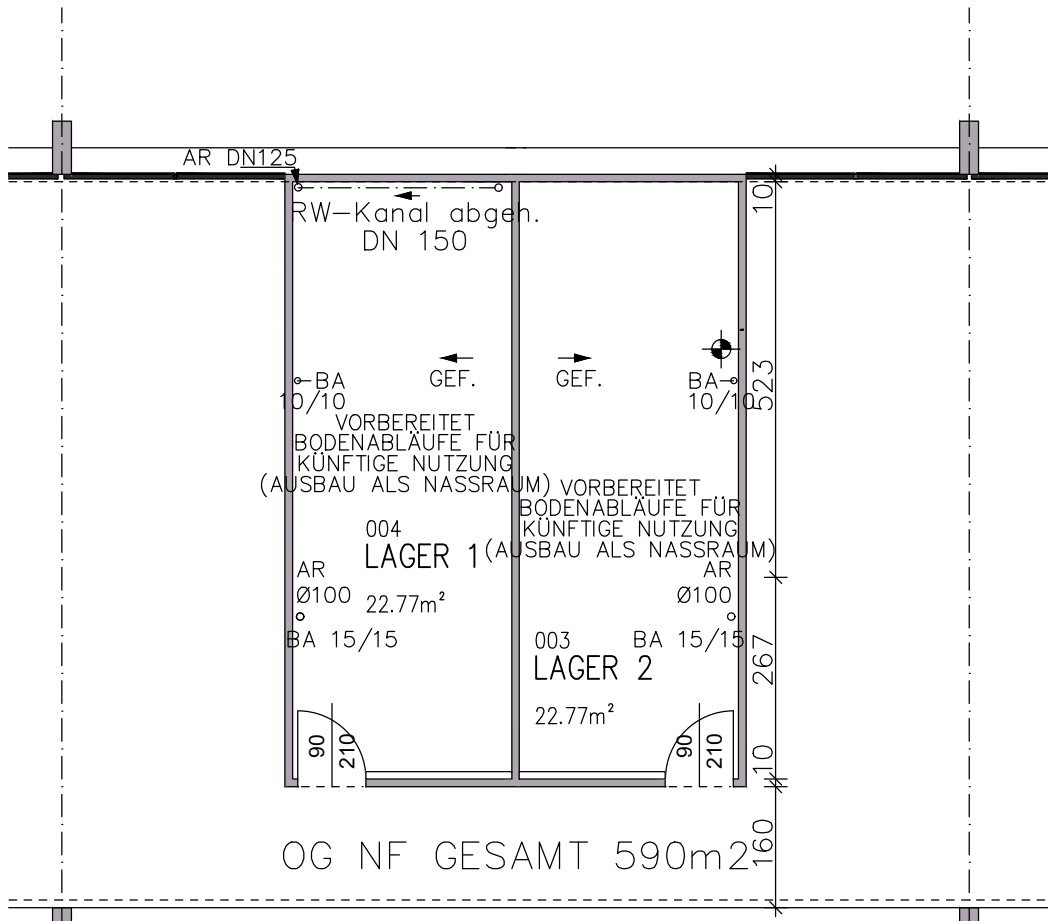 AR DN125
RW-Kanal abgeh.
DN 150
10
GEF.
GEF.
BA
10/10
BA
10/10
523
VORBEREITET
BODENABLÄUFE FÜR
KÜNFTIGE NUTZUNG
(AUSBAU ALS NASSRAUM)
VORBEREITET
BODENABLÄUFE FÜR
KÜNFTIGE NUTZUNG
(AUSBAU ALS NASSRAUM)
004
LAGER 1
22.77m²
AR
Ø100
BA 15/15
AR
Ø100
BA 15/15
003
LAGER 2
22.77m²
267
90
210
90
210
10
160
OG NF GESAMT 590m2